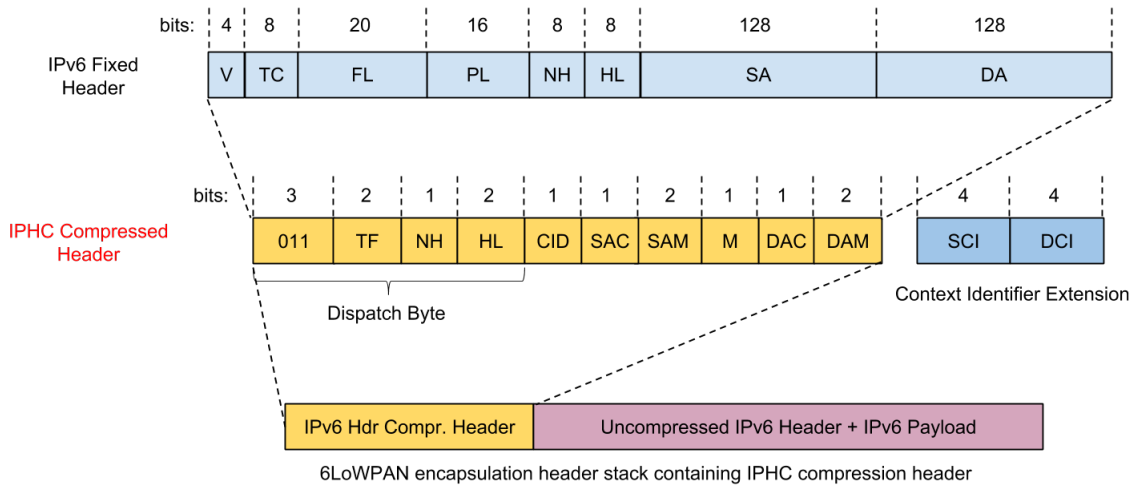 bits: 4 8 20 16 8 8 128 128
IPv6 Fixed
Header
V TC FL PL NH HL SA DA
bits: 3 2 1 2 1 1 2 1 1 2 4 4
IPHC Compressed
Header
011 TF NH HL CID SAC SAM M DAC DAM SCI DCI
Dispatch Byte
Context Identifier Extension
IPv6 Hdr Compr. Header Uncompressed IPv6 Header + IPv6 Payload
6LoWPAN encapsulation header stack containing IPHC compression header